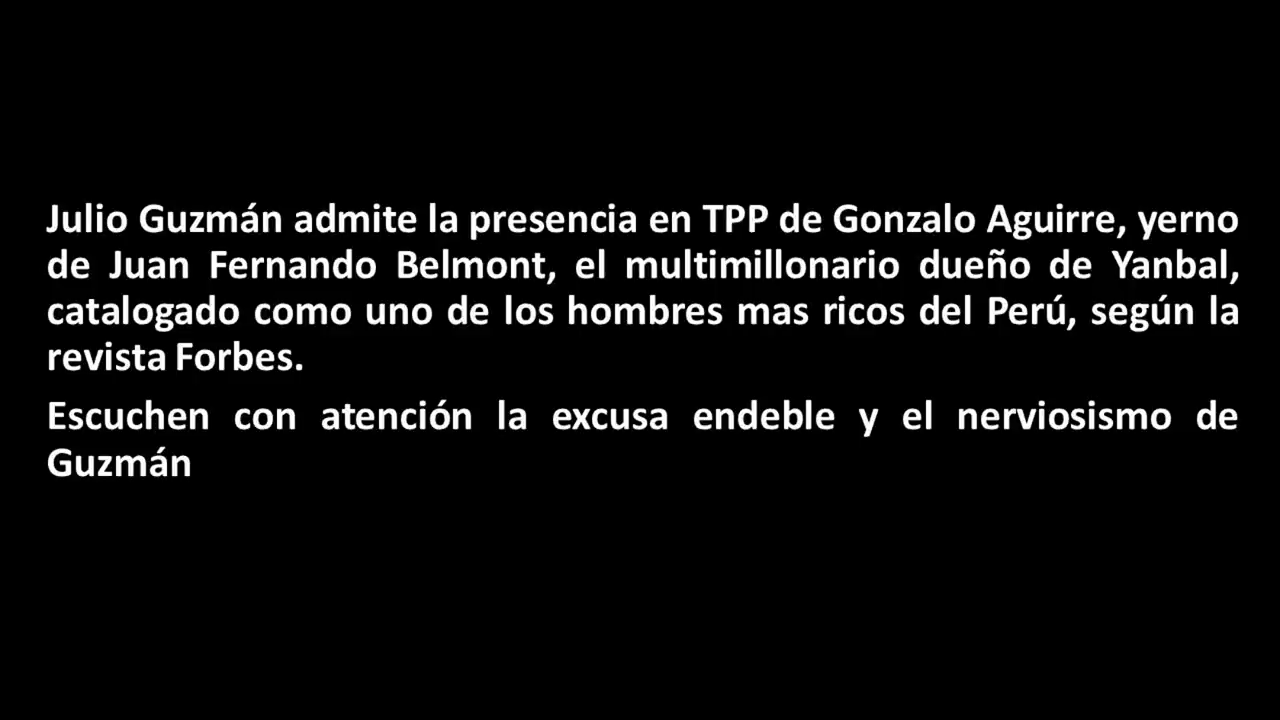 Julio Guzmán admite la presencia en TPP de Gonzalo Aguirre, yerno
de Juan Fernando Belmont, el multimillonario dueño de Yanbal,
catalogado como uno de los hombres mas ricos del Perú, según la
revista Forbes.
Escuchen con atención la excusa endeble y el nerviosismo de
Guzmán